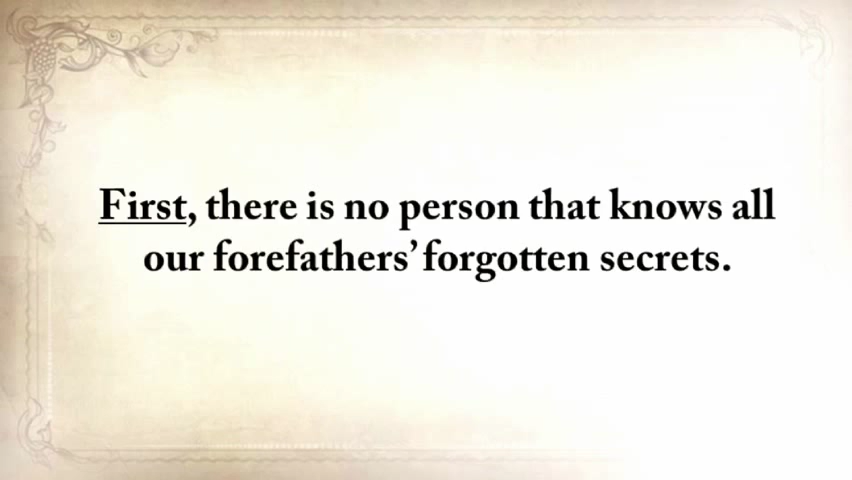 First, there is no person that knows all
our forefathers’ forgotten secrets.